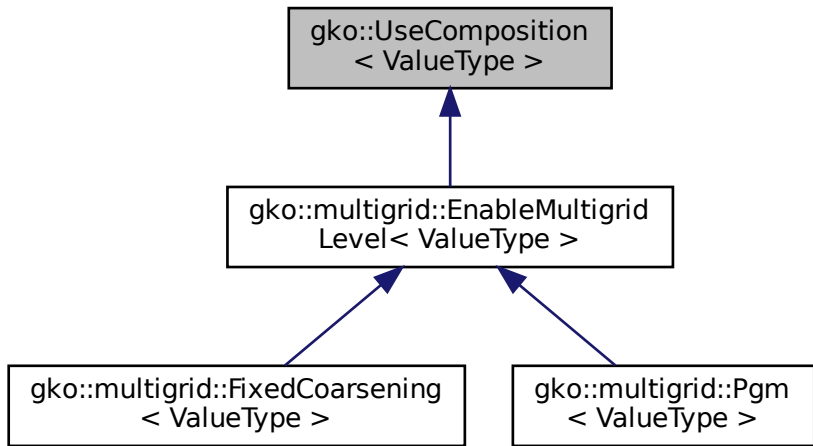 gko::UseComposition
< ValueType >
gko::multigrid::EnableMultigrid
Level< ValueType >
gko::multigrid::FixedCoarsening
< ValueType >
gko::multigrid::Pgm
< ValueType >